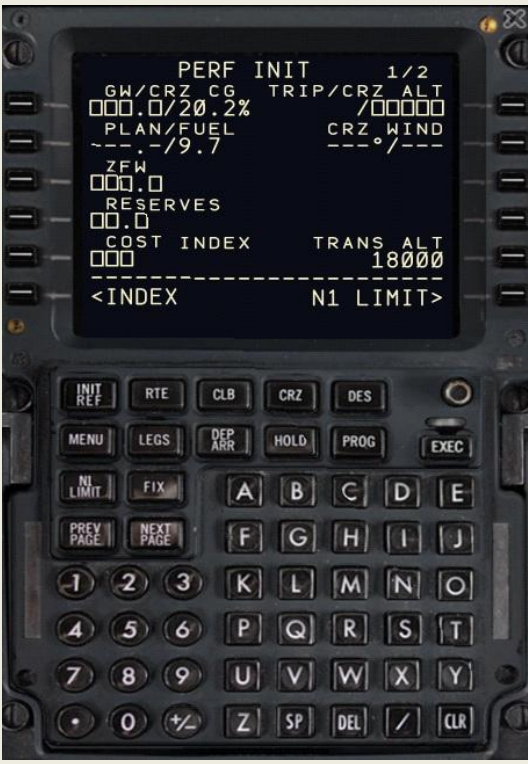 PERF INIT 1/2
GW/CRZ CG TRIP/CRZ ALT
□□□.□/20.2% /□□□□□
PLAN/FUEL CRZ WIND
---.-/9.7 ---°/---
ZFW
□□□.□
RESERVES
□□.□
COST INDEX TRANS ALT
□□□ 18000
------------------------
<INDEX N1 LIMIT>
INIT REF RTE CLB CRZ DES
MENU LEGS DEP ARR HOLD PROG EXEC
N1 LIMIT FIX A B C D E
PREV PAGE NEXT PAGE F G H I J
1 2 3 K L M N O
4 5 6 P Q R S T
7 8 9 U V W X Y
. 0 +/- Z SP DEL / CLR